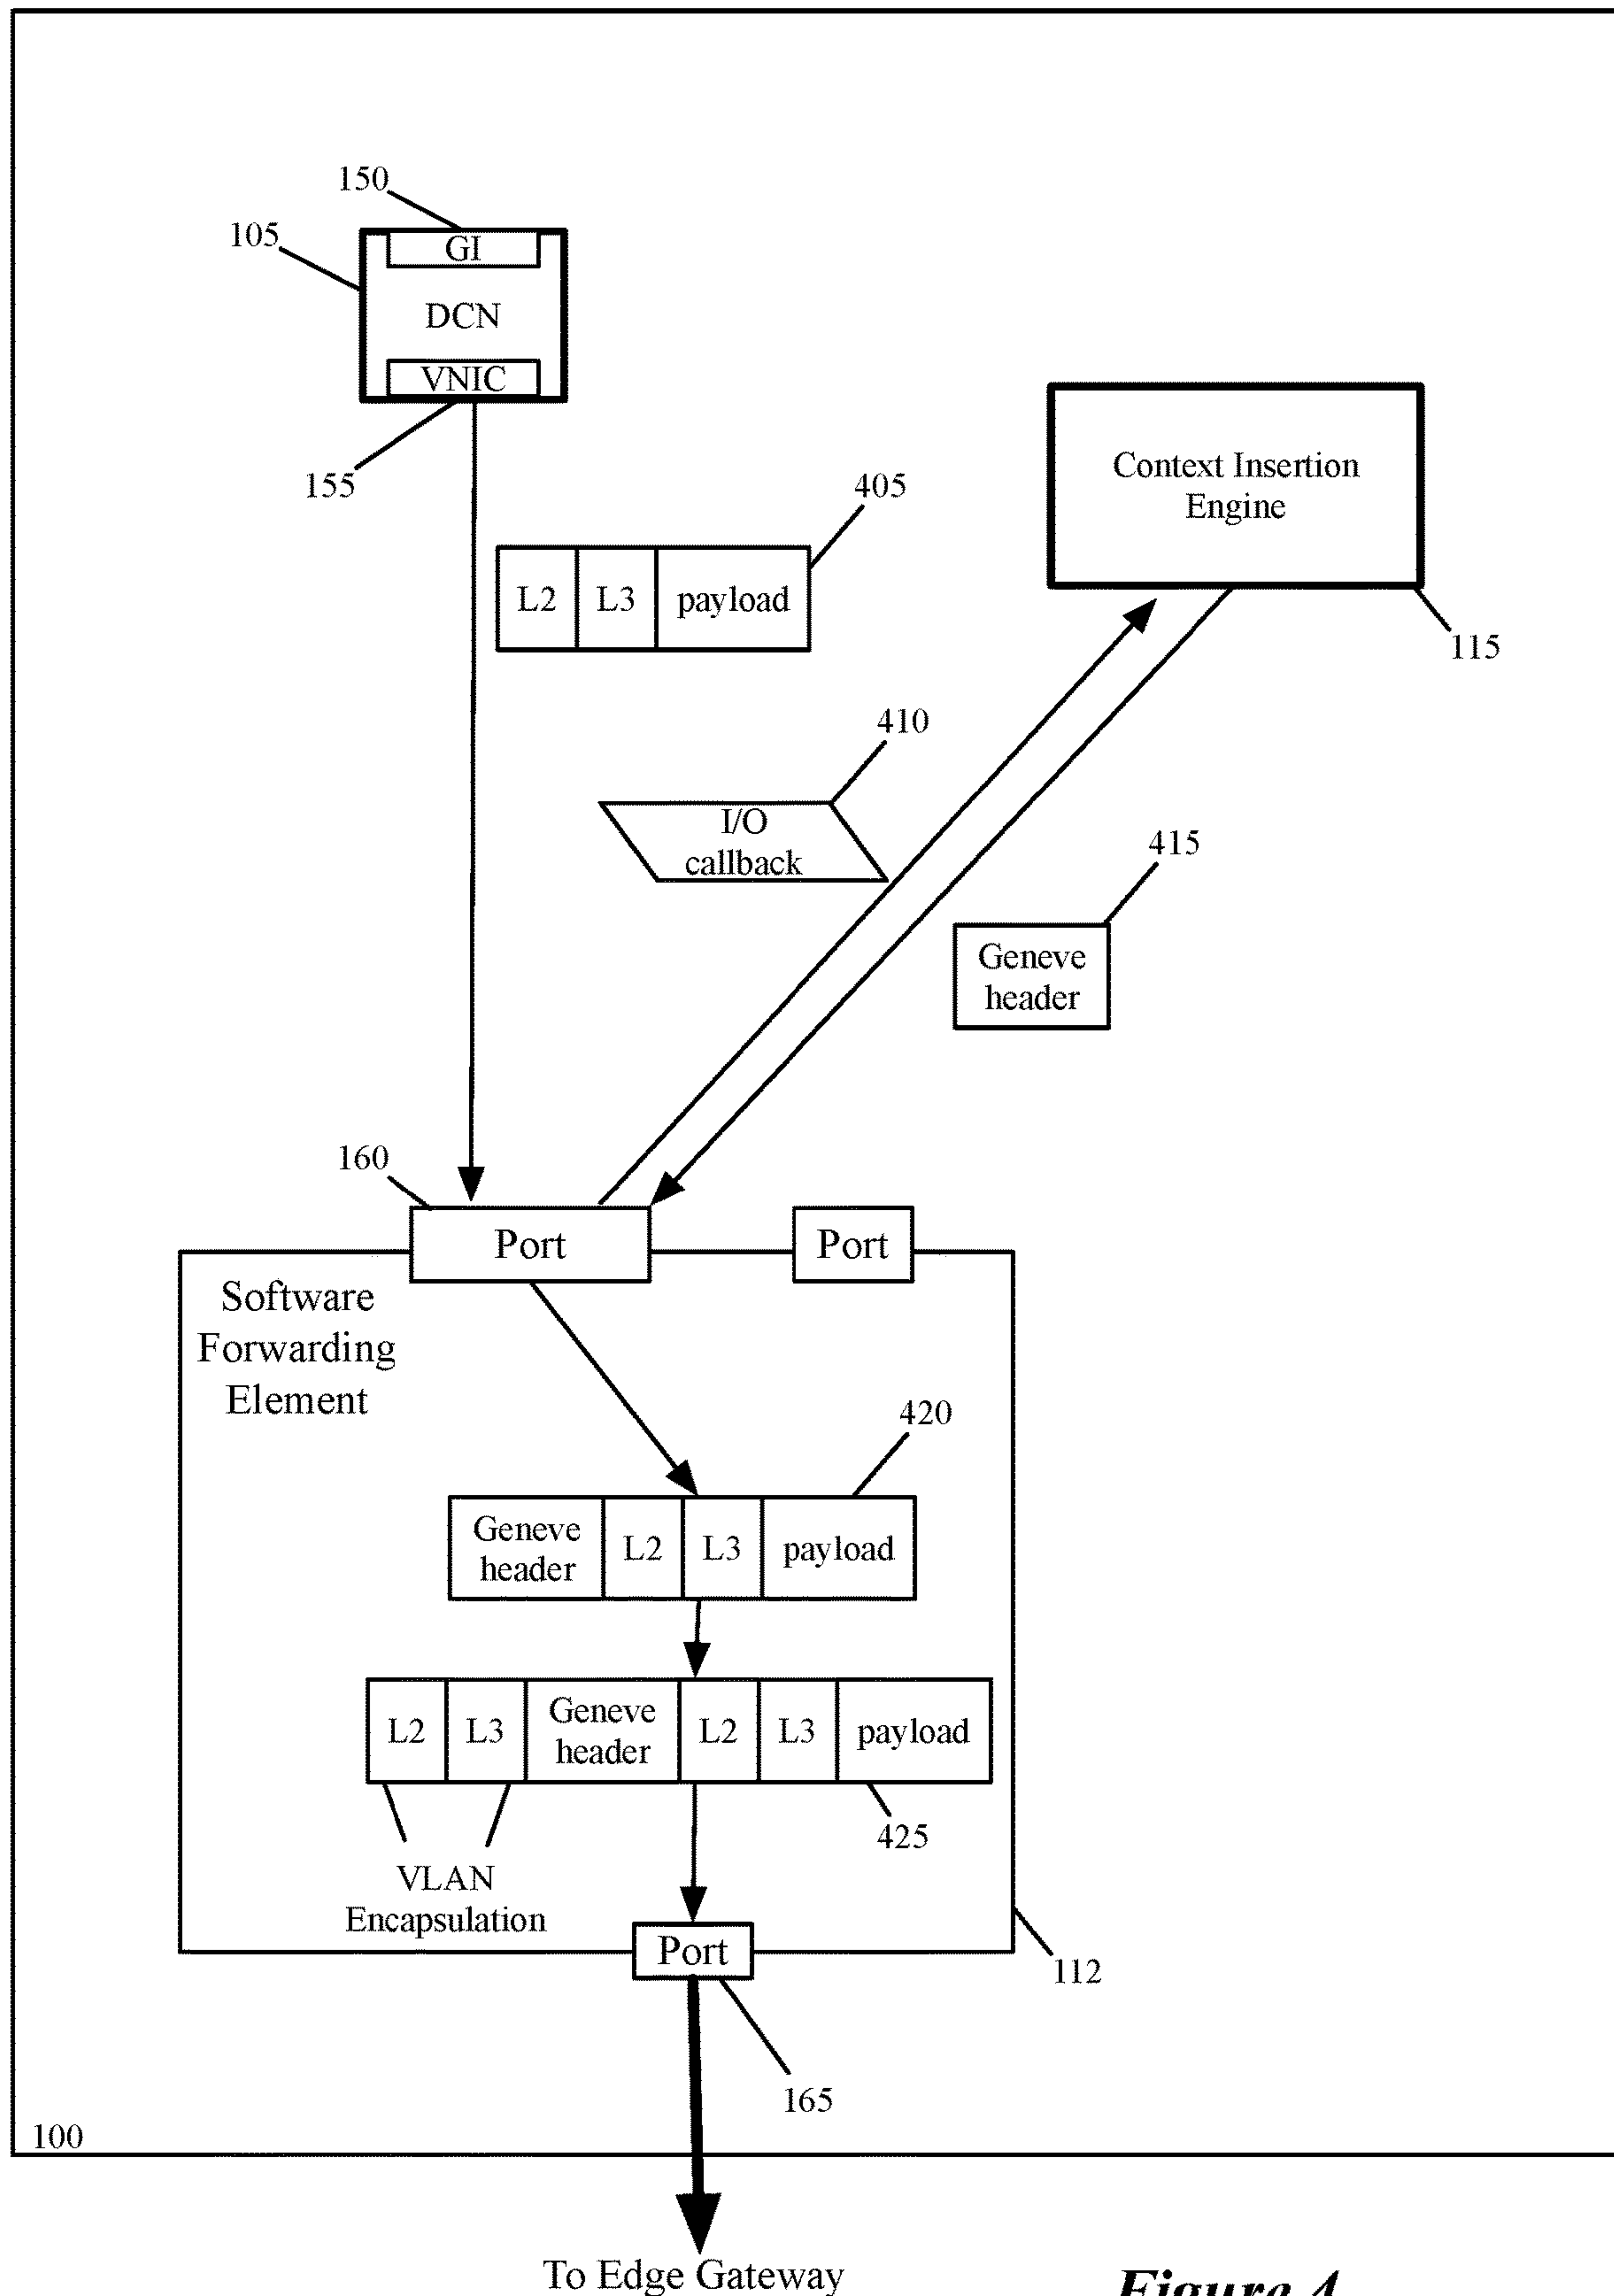 150
105
GI
DCN
VNIC
155
405
L2 L3 payload
Context Insertion
Engine
115
410
I/O
callback
415
Geneve
header
160
Port
Port
Software
Forwarding
Element
420
Geneve
header
L2 L3 payload
L2 L3
Geneve
header
L2 L3 payload
425
VLAN
Encapsulation
Port
112
165
100
To Edge Gateway
Figure 4